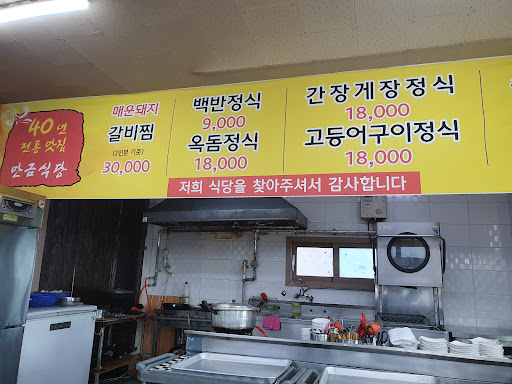 40년
전통 맛집
만금식당
매운돼지
갈비찜
(2인분 기준)
30,000
백반정식
9,000
옥돔정식
18,000
간장게장정식
18,000
고등어구이정식
18,000
저희 식당을 찾아주셔서 감사합니다